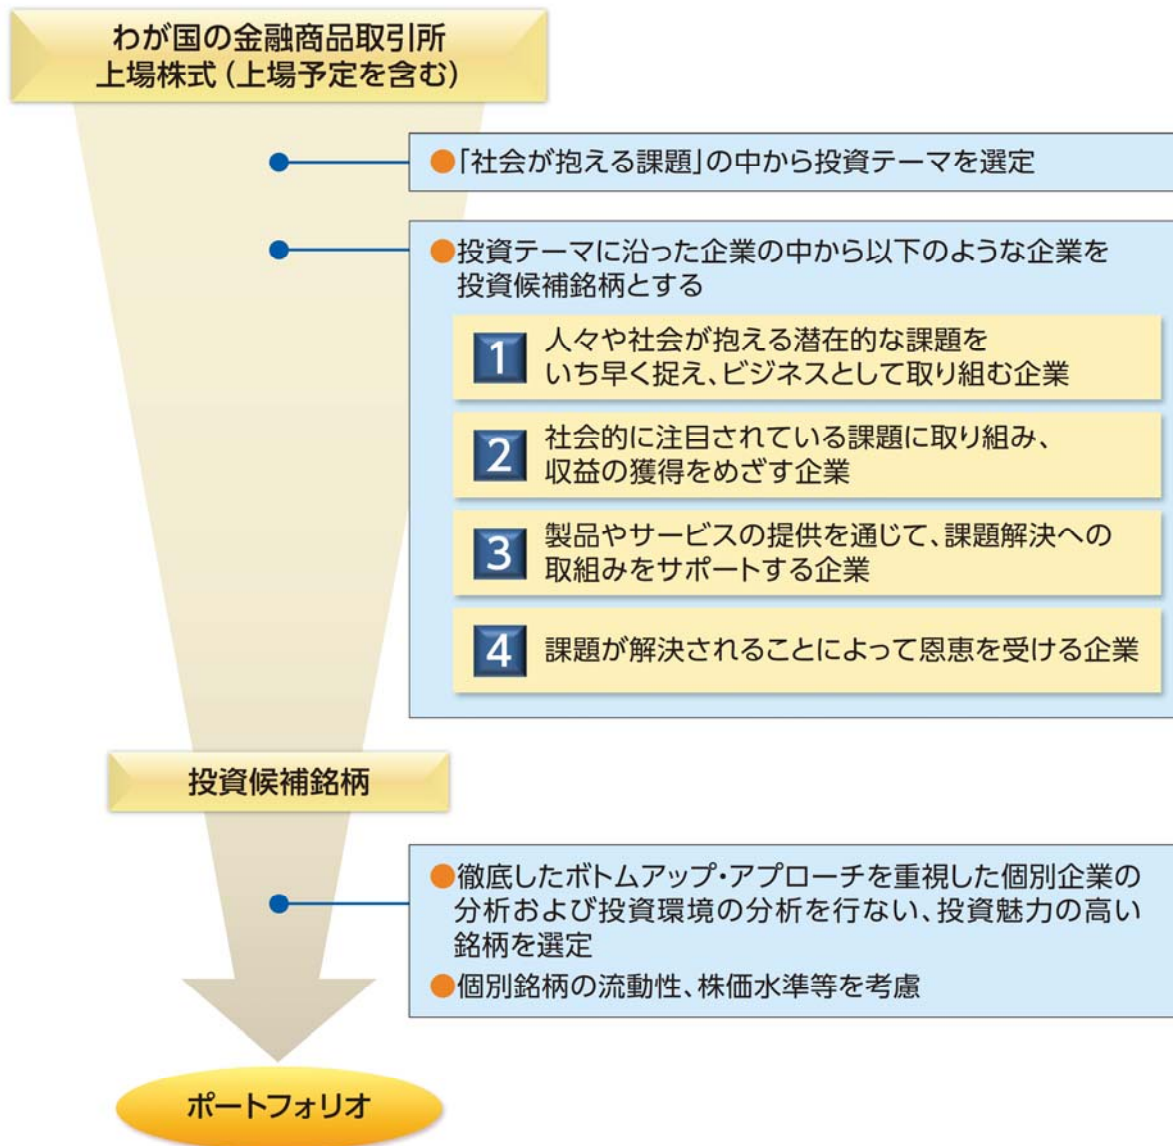 わが国の金融商品取引所
上場株式（上場予定を含む）
●「社会が抱える課題」の中から投資テーマを選定
●投資テーマに沿った企業の中から以下のような企業を
投資候補銘柄とする
1
人々や社会が抱える潜在的な課題を
いち早く捉え、ビジネスとして取り組む企業
2
社会的に注目されている課題に取り組み、
収益の獲得をめざす企業
3
製品やサービスの提供を通じて、課題解決への
取組みをサポートする企業
4
課題が解決されることによって恩恵を受ける企業
投資候補銘柄
●徹底したボトムアップ・アプローチを重視した個別企業の
分析および投資環境の分析を行ない、投資魅力の高い
銘柄を選定
●個別銘柄の流動性、株価水準等を考慮
ポートフォリオ